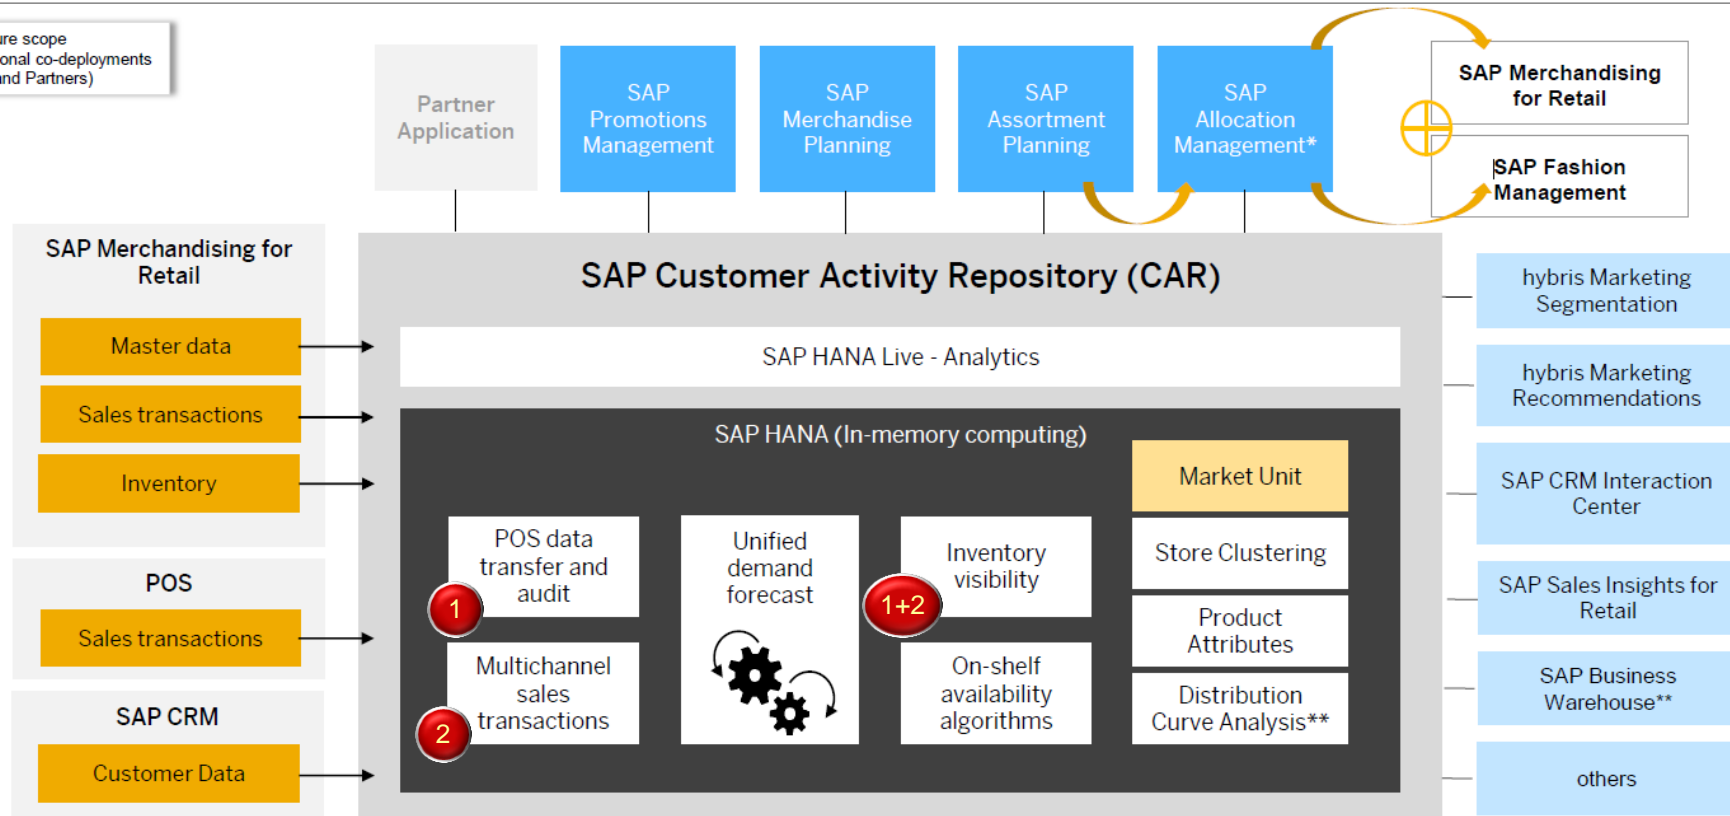 ure scope
onal co-deployments
and Partners)
Partner
Application
SAP
Promotions
Management
SAP
Merchandise
Planning
SAP
Assortment
Planning
SAP
Allocation
Management*
SAP Merchandising
for Retail
SAP Fashion
Management
SAP Merchandising for
Retail
Master data
Sales transactions
Inventory
POS
Sales transactions
SAP CRM
Customer Data
SAP Customer Activity Repository (CAR)
SAP HANA Live - Analytics
SAP HANA (In-memory computing)
POS data
transfer and
audit
1
Multichannel
sales
transactions
2
Unified
demand
forecast
Inventory
visibility
1+2
On-shelf
availability
algorithms
Market Unit
Store Clustering
Product
Attributes
Distribution
Curve Analysis**
hybris Marketing
Segmentation
hybris Marketing
Recommendations
SAP CRM Interaction
Center
SAP Sales Insights for
Retail
SAP Business
Warehouse**
others